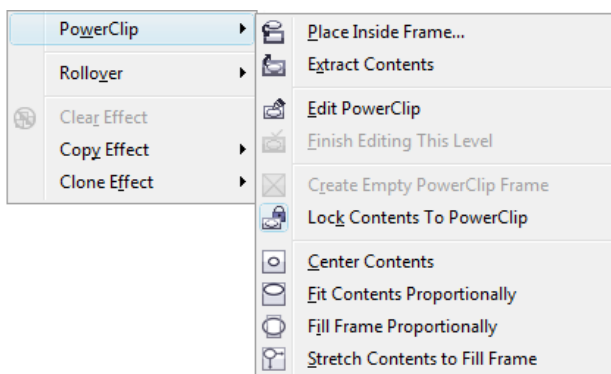 PowerClip
Rollover
Clear Effect
Copy Effect
Clone Effect
Place Inside Frame...
Extract Contents
Edit PowerClip
Finish Editing This Level
Create Empty PowerClip Frame
Lock Contents To PowerClip
Center Contents
Fit Contents Proportionally
Fill Frame Proportionally
Stretch Contents to Fill Frame